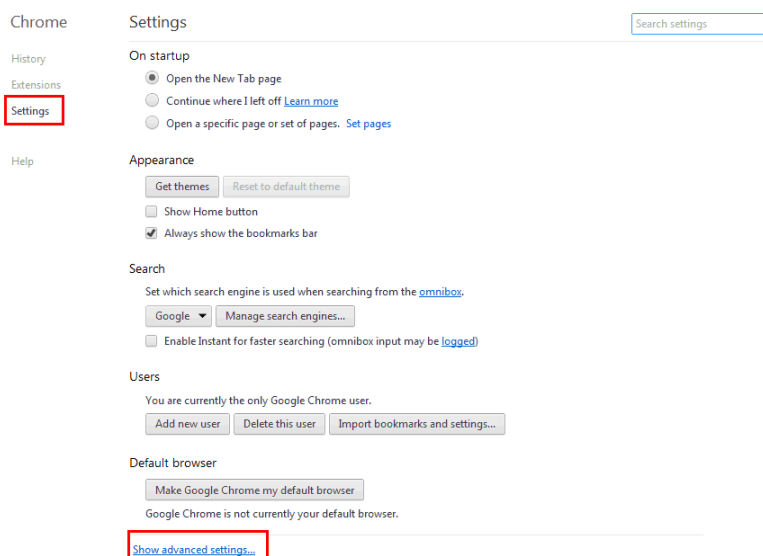 Chrome
Settings
Search settings
History
Extensions
Settings
Help
On startup
Open the New Tab page
Continue where I left off Learn more
Open a specific page or set of pages. Set pages
Appearance
Get themes Reset to default theme
Show Home button
Always show the bookmarks bar
Search
Set which search engine is used when searching from the omnibox.
Google Manage search engines...
Enable Instant for faster searching (omnibox input may be logged)
Users
You are currently the only Google Chrome user.
Add new user Delete this user Import bookmarks and settings...
Default browser
Make Google Chrome my default browser
Google Chrome is not currently your default browser.
Show advanced settings...